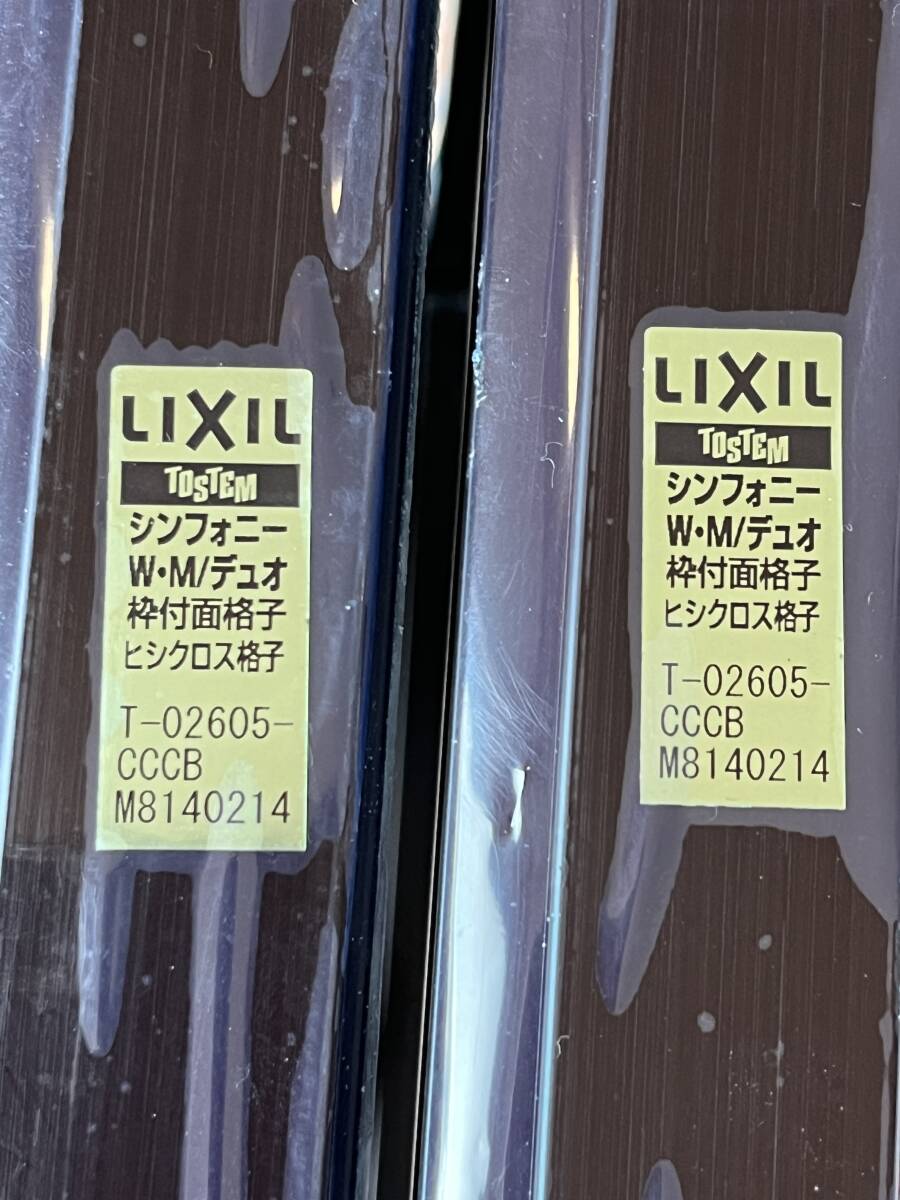 LIXIL
TOSTEM
シンフォニー
W・M/デュオ
枠付面格子
ヒシクロス格子
T-02605-
CCCB
M8140214
LIXIL
TOSTEM
シンフォニー
W・M/デュオ
枠付面格子
ヒシクロス格子
T-02605-
CCCB
M8140214